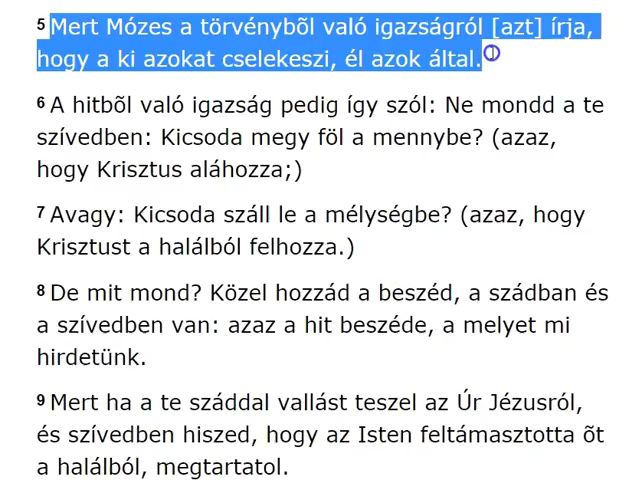 5 Mert Mózes a törvénybõl való igazságról [azt] írja,
hogy a ki azokat cselekeszi, él azok által.
6 A hitbõl való igazság pedig így szól: Ne mondd a te
szívedben: Kicsoda megy föl a mennybe? (azaz,
hogy Krisztus aláhozza;)
7 Avagy: Kicsoda száll le a mélységbe? (azaz, hogy
Krisztust a halálból felhozza.)
8 De mit mond? Közel hozzád a beszéd, a szádban és
a szívedben van: azaz a hit beszéde, a melyet mi
hirdetünk.
9 Mert ha a te száddal vallást teszel az Úr Jézusról,
és szívedben hiszed, hogy az Isten feltámasztotta õt
a halálból, megtartatol.